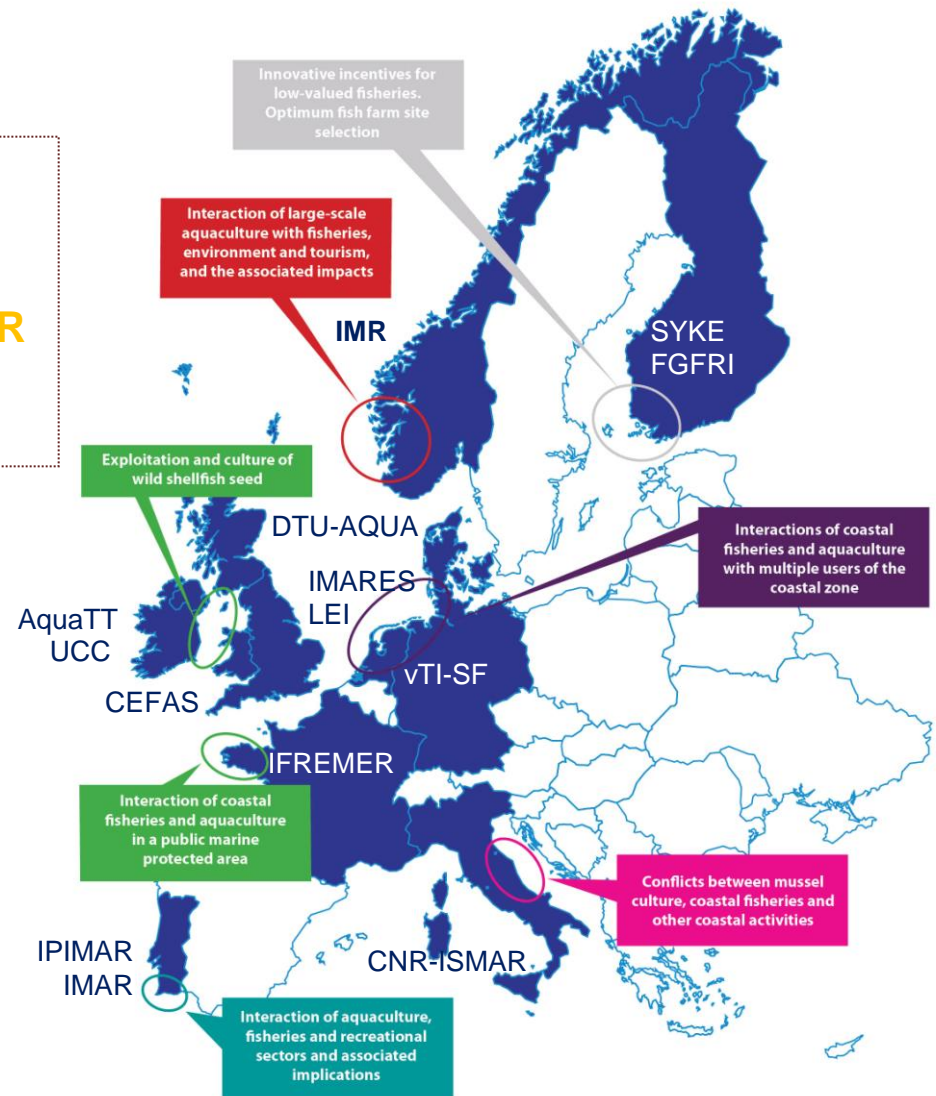 Innovative incentives for
low-valued fisheries.
Optimum fish farm site
selection
Interaction of large-scale
aquaculture with fisheries,
environment and tourism,
and the associated impacts
R
IMR
SYKE
FGFRI
Exploitation and culture of
wild shellfish seed
DTU-AQUA
Interactions of coastal
fisheries and aquaculture
with multiple users of the
coastal zone
IMARES
LEI
AquaTT
UCC
vTI-SF
CEFAS
IFREMER
Interaction of coastal
fisheries and aquaculture
in a public marine
protected area
Conflicts between mussel
culture, coastal fisheries and
other coastal activities
IPIMAR
IMAR
CNR-ISMAR
Interaction of aquaculture,
fisheries and recreational
sectors and associated
implications